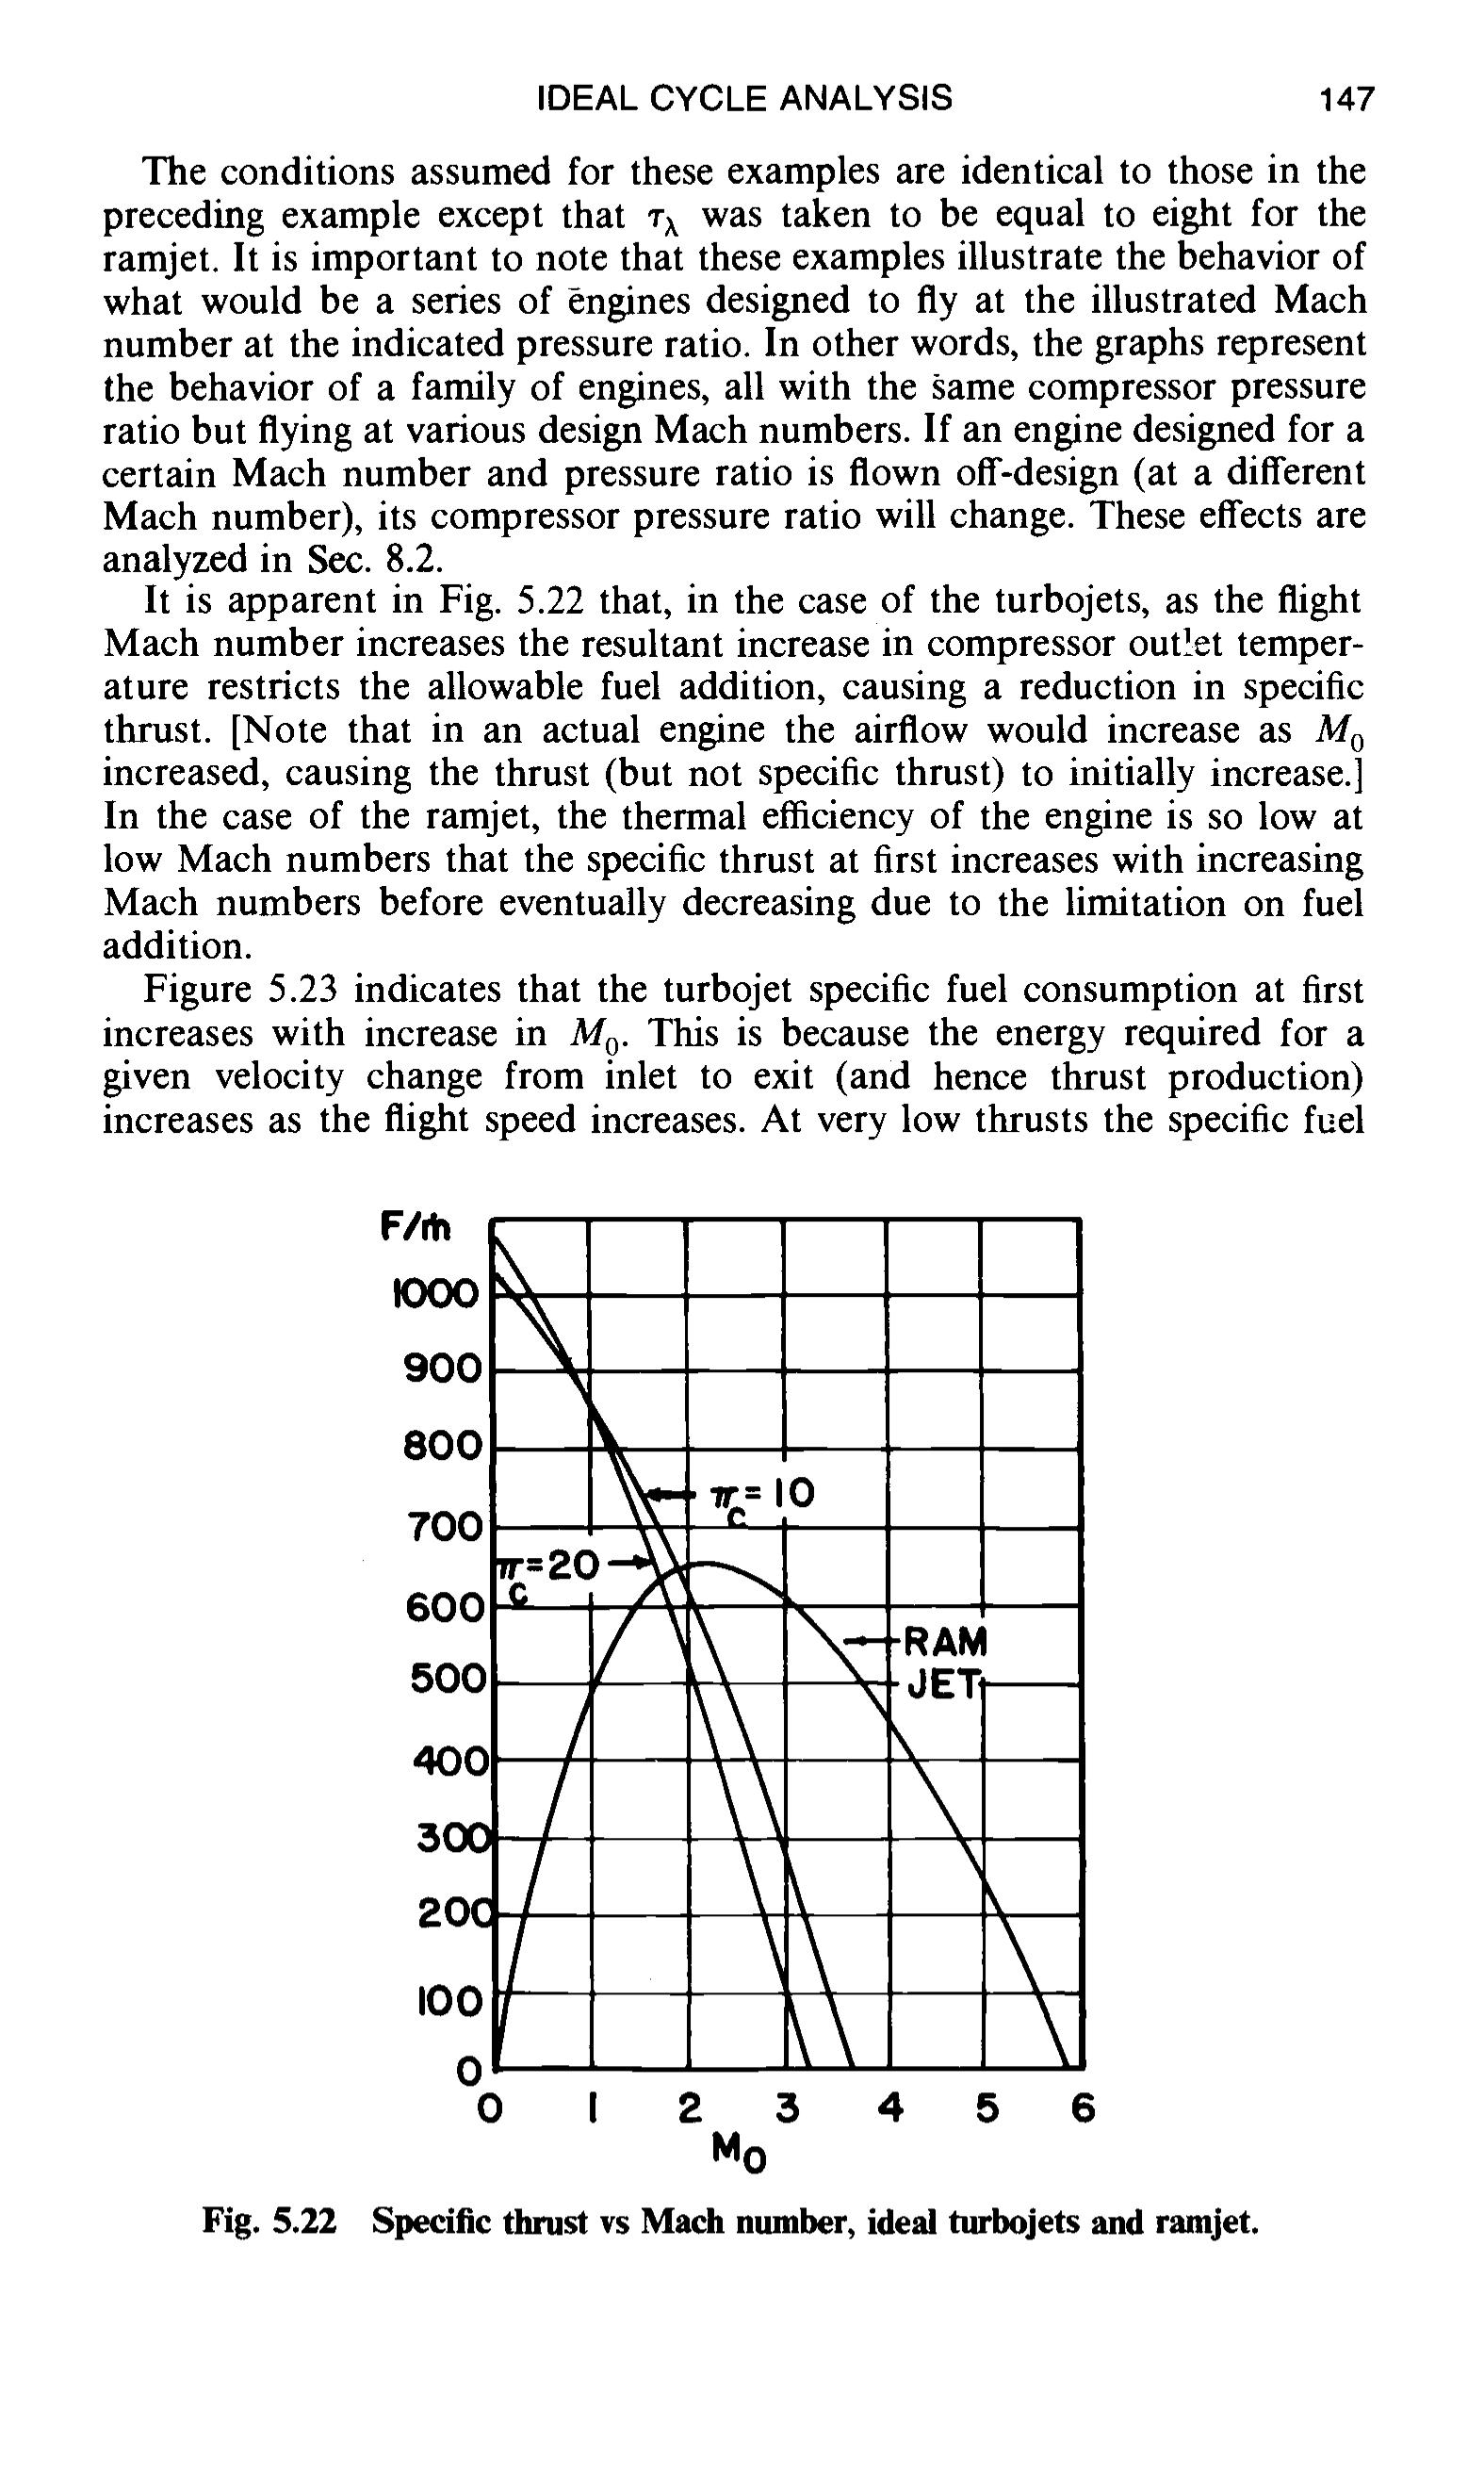 IDEAL CYCLE ANALYSIS 147
The conditions assumed for these examples are identical to those in the
preceding example except that τλ was taken to be equal to eight for the
ramjet. It is important to note that these examples illustrate the behavior of
what would be a series of engines designed to fly at the illustrated Mach
number at the indicated pressure ratio. In other words, the graphs represent
the behavior of a family of engines, all with the same compressor pressure
ratio but flying at various design Mach numbers. If an engine designed for a
certain Mach number and pressure ratio is flown off-design (at a different
Mach number), its compressor pressure ratio will change. These effects are
analyzed in Sec. 8.2.
It is apparent in Fig. 5.22 that, in the case of the turbojets, as the flight
Mach number increases the resultant increase in compressor outlet temper-
ature restricts the allowable fuel addition, causing a reduction in specific
thrust. [Note that in an actual engine the airflow would increase as M0
increased, causing the thrust (but not specific thrust) to initially increase.]
In the case of the ramjet, the thermal efficiency of the engine is so low at
low Mach numbers that the specific thrust at first increases with increasing
Mach numbers before eventually decreasing due to the limitation on fuel
addition.
Figure 5.23 indicates that the turbojet specific fuel consumption at first
increases with increase in M0. This is because the energy required for a
given velocity change from inlet to exit (and hence thrust production)
increases as the flight speed increases. At very low thrusts the specific fuel
F/ṁ
1000
900
800
πc = 10
700
πc = 20
600
RAM
JET
500
400
300
200
100
0
0 1 2 3 4 5 6
M0
Fig. 5.22 Specific thrust vs Mach number, ideal turbojets and ramjet.